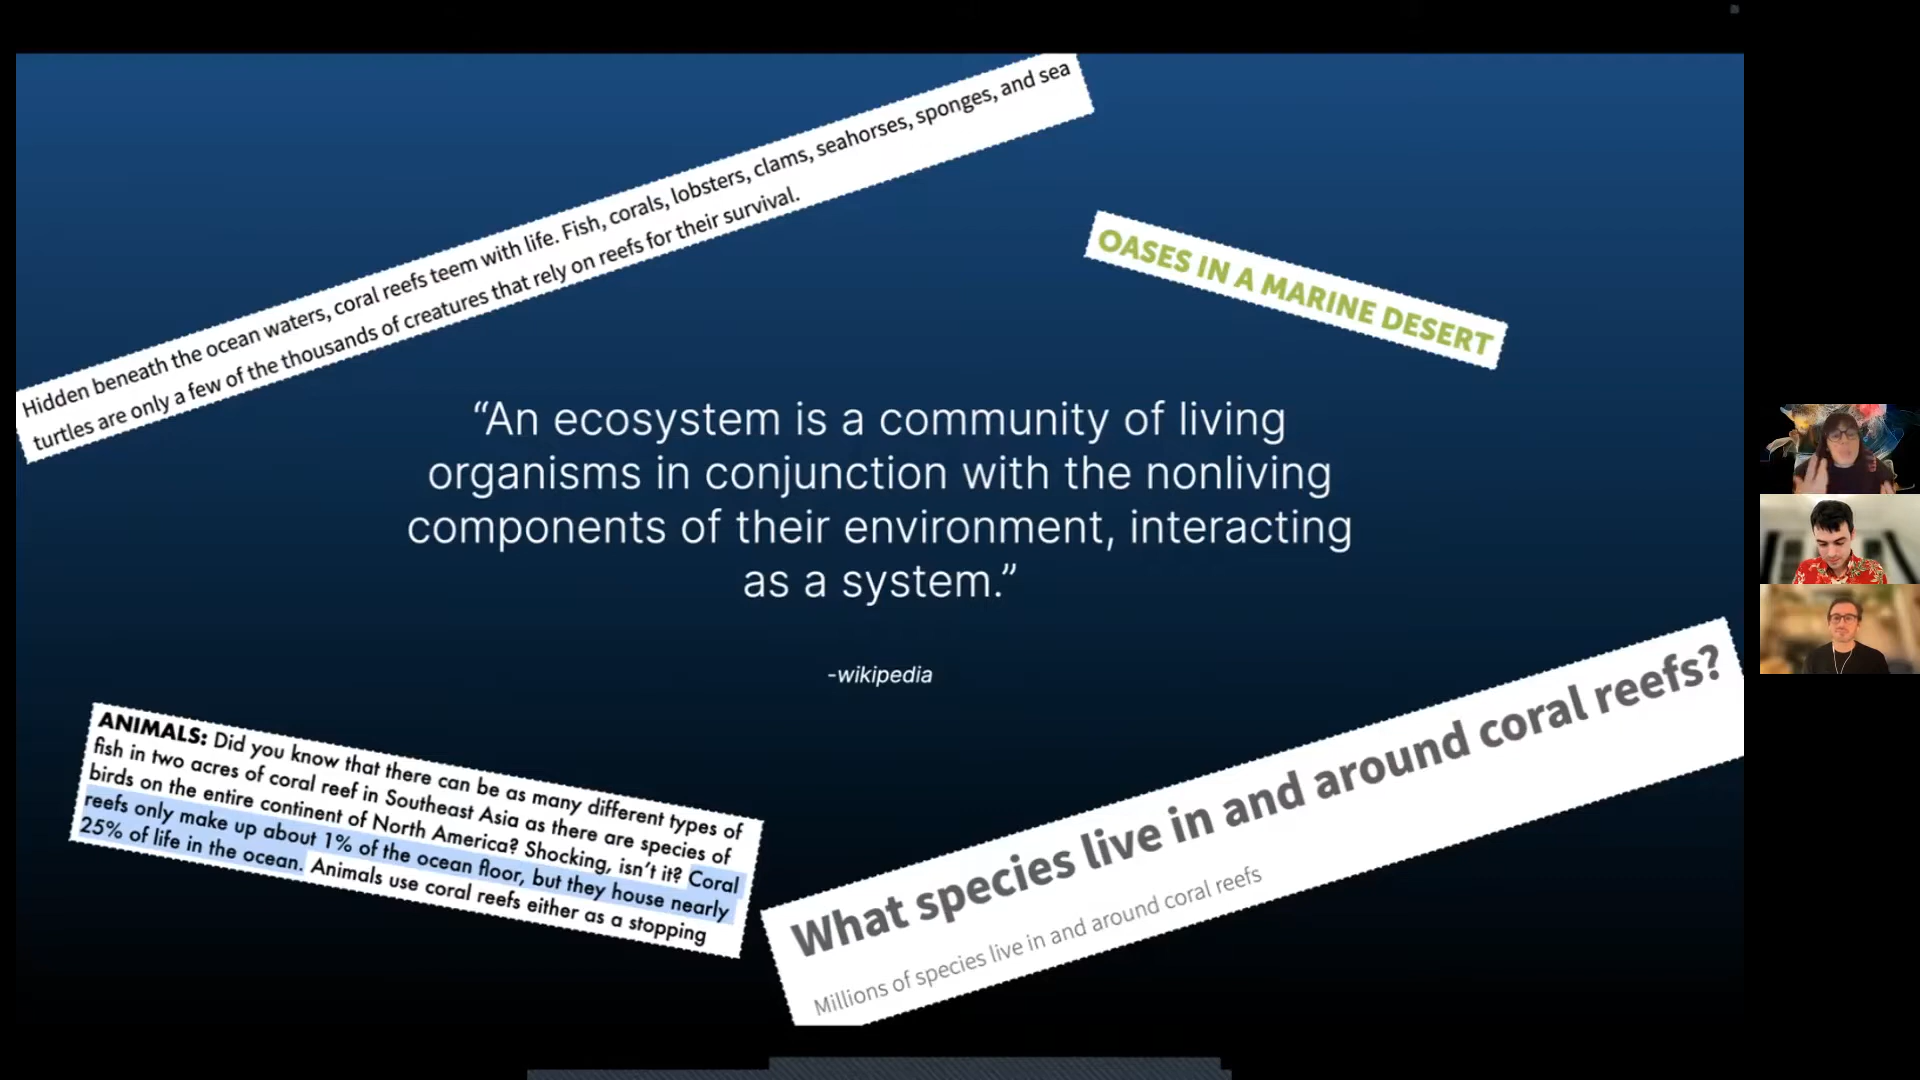 Hidden beneath the ocean waters, coral reefs teem with life. Fish, corals, lobsters, clams, seahorses, sponges, and sea
turtles are only a few of the thousands of creatures that rely on reefs for their survival.
OASES IN A MARINE DESERT
“An ecosystem is a community of living
organisms in conjunction with the nonliving
components of their environment, interacting
as a system.”
-wikipedia
ANIMALS: Did you know that there can be as many different types of
fish in two acres of coral reef in Southeast Asia as there are species of
birds on the entire continent of North America? Shocking, isn’t it? Coral
reefs only make up about 1% of the ocean floor, but they house nearly
25% of life in the ocean. Animals use coral reefs either as a stopping
What species live in and around coral reefs?
Millions of species live in and around coral reefs